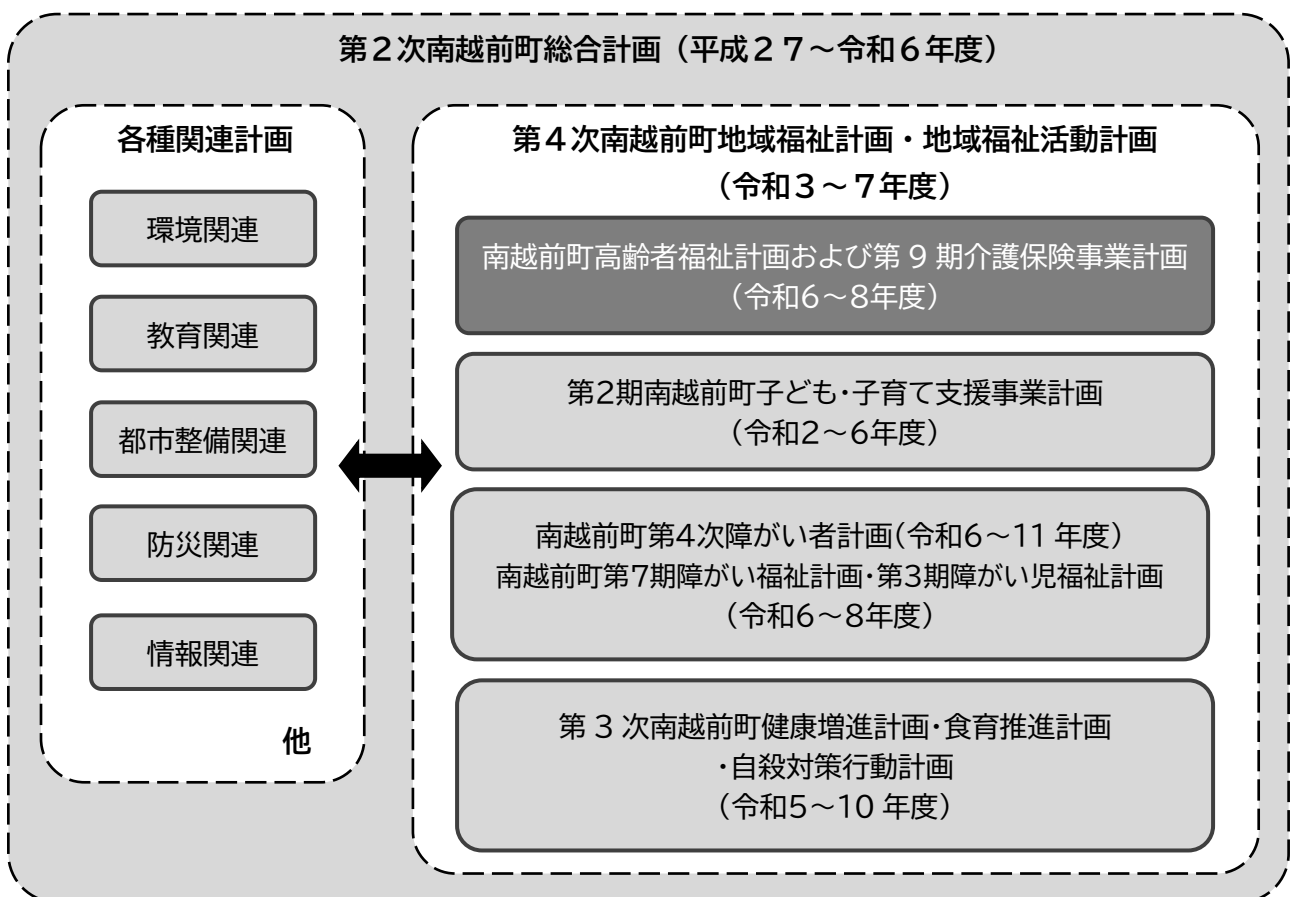 第２次南越前町総合計画（平成２７～令和６年度）
各種関連計画
環境関連
教育関連
都市整備関連
防災関連
情報関連
他
第４次南越前町地域福祉計画・地域福祉活動計画
（令和３～７年度）
南越前町高齢者福祉計画および第 9 期介護保険事業計画
（令和6～8年度）
第2期南越前町子ども・子育て支援事業計画
（令和2～6年度）
南越前町第4次障がい者計画(令和6～11 年度)
南越前町第7期障がい福祉計画・第3期障がい児福祉計画
（令和6～8年度）
第 3 次南越前町健康増進計画・食育推進計画
・自殺対策行動計画
（令和5～10 年度）